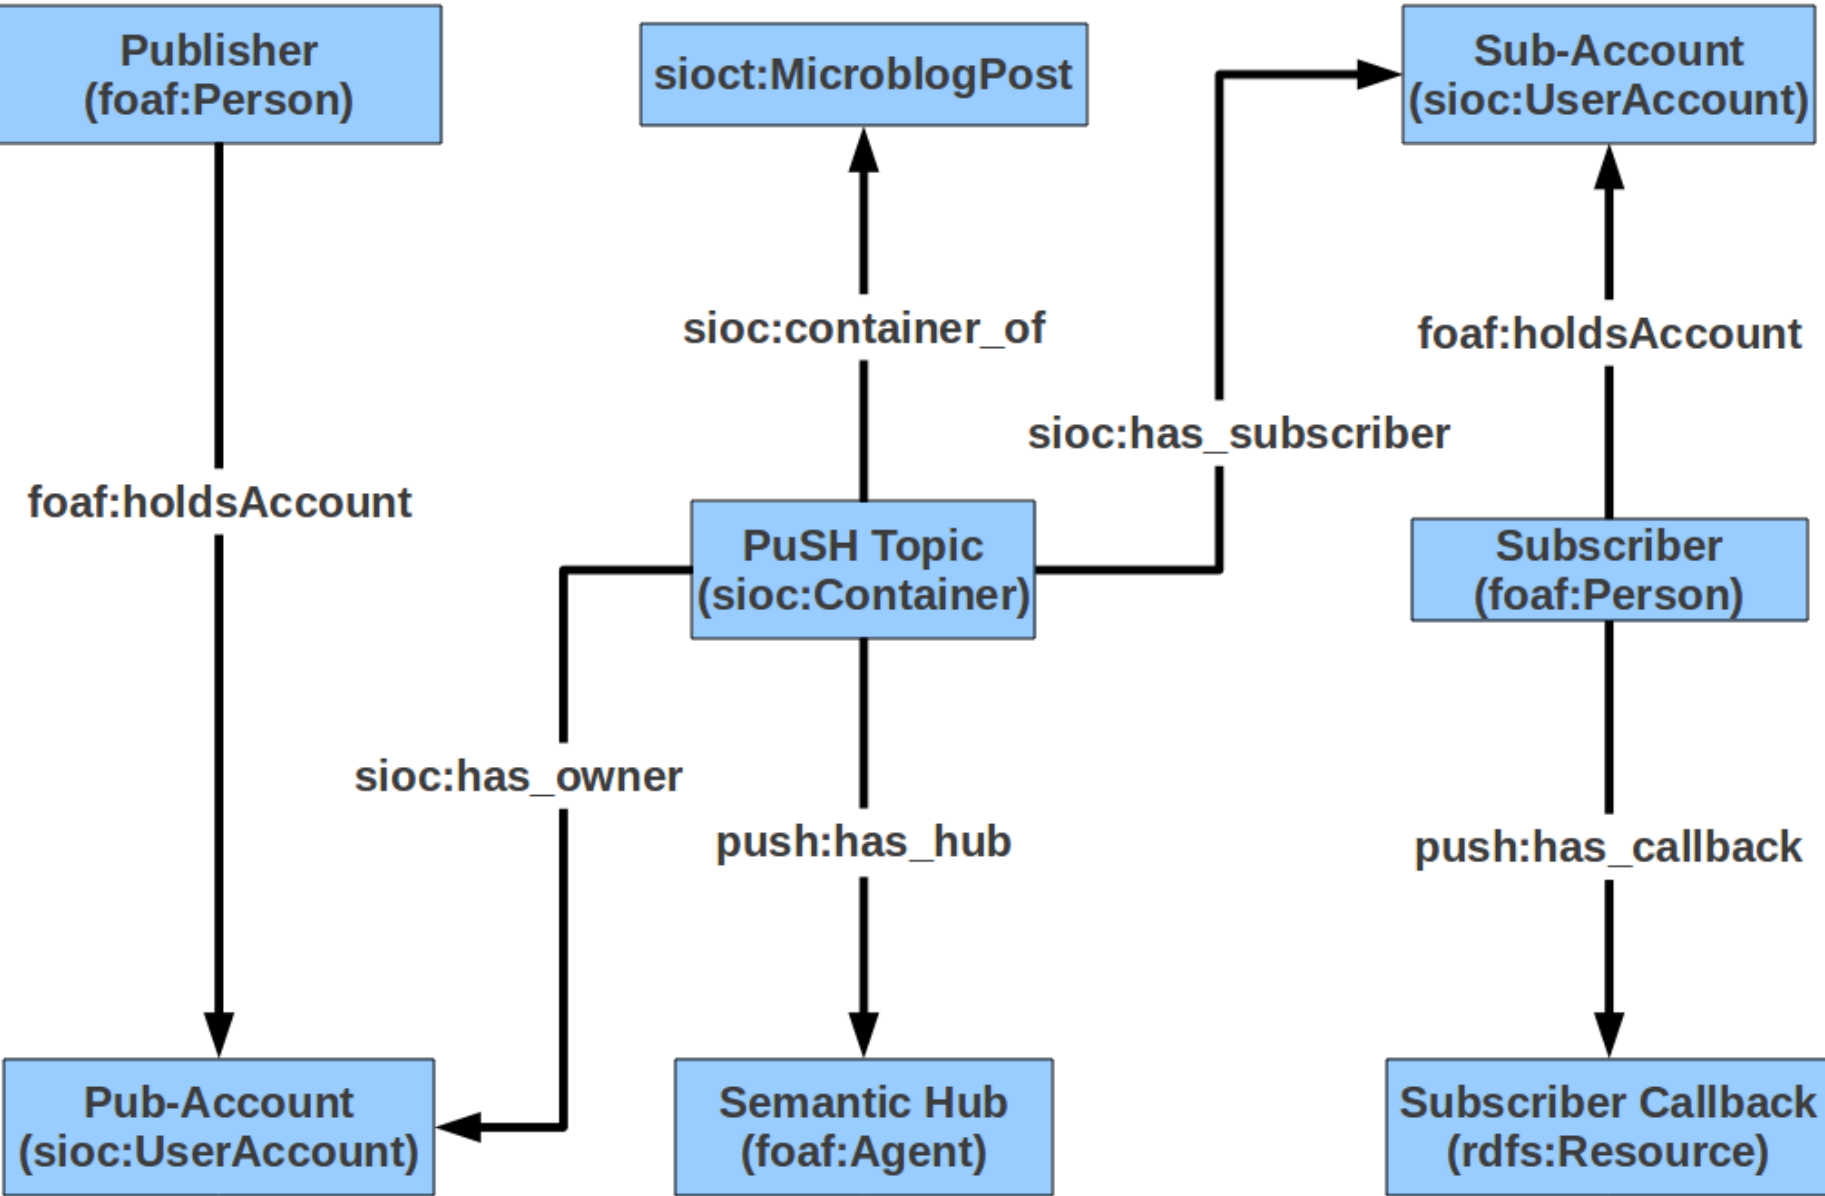 Publisher
(foaf:Person)
sioct:MicroblogPost
Sub-Account
(sioc:UserAccount)
sioc:container_of
foaf:holdsAccount
sioc:has_subscriber
foaf:holdsAccount
PuSH Topic
(sioc:Container)
Subscriber
(foaf:Person)
sioc:has_owner
push:has_hub
push:has_callback
Pub-Account
(sioc:UserAccount)
Semantic Hub
(foaf:Agent)
Subscriber Callback
(rdfs:Resource)